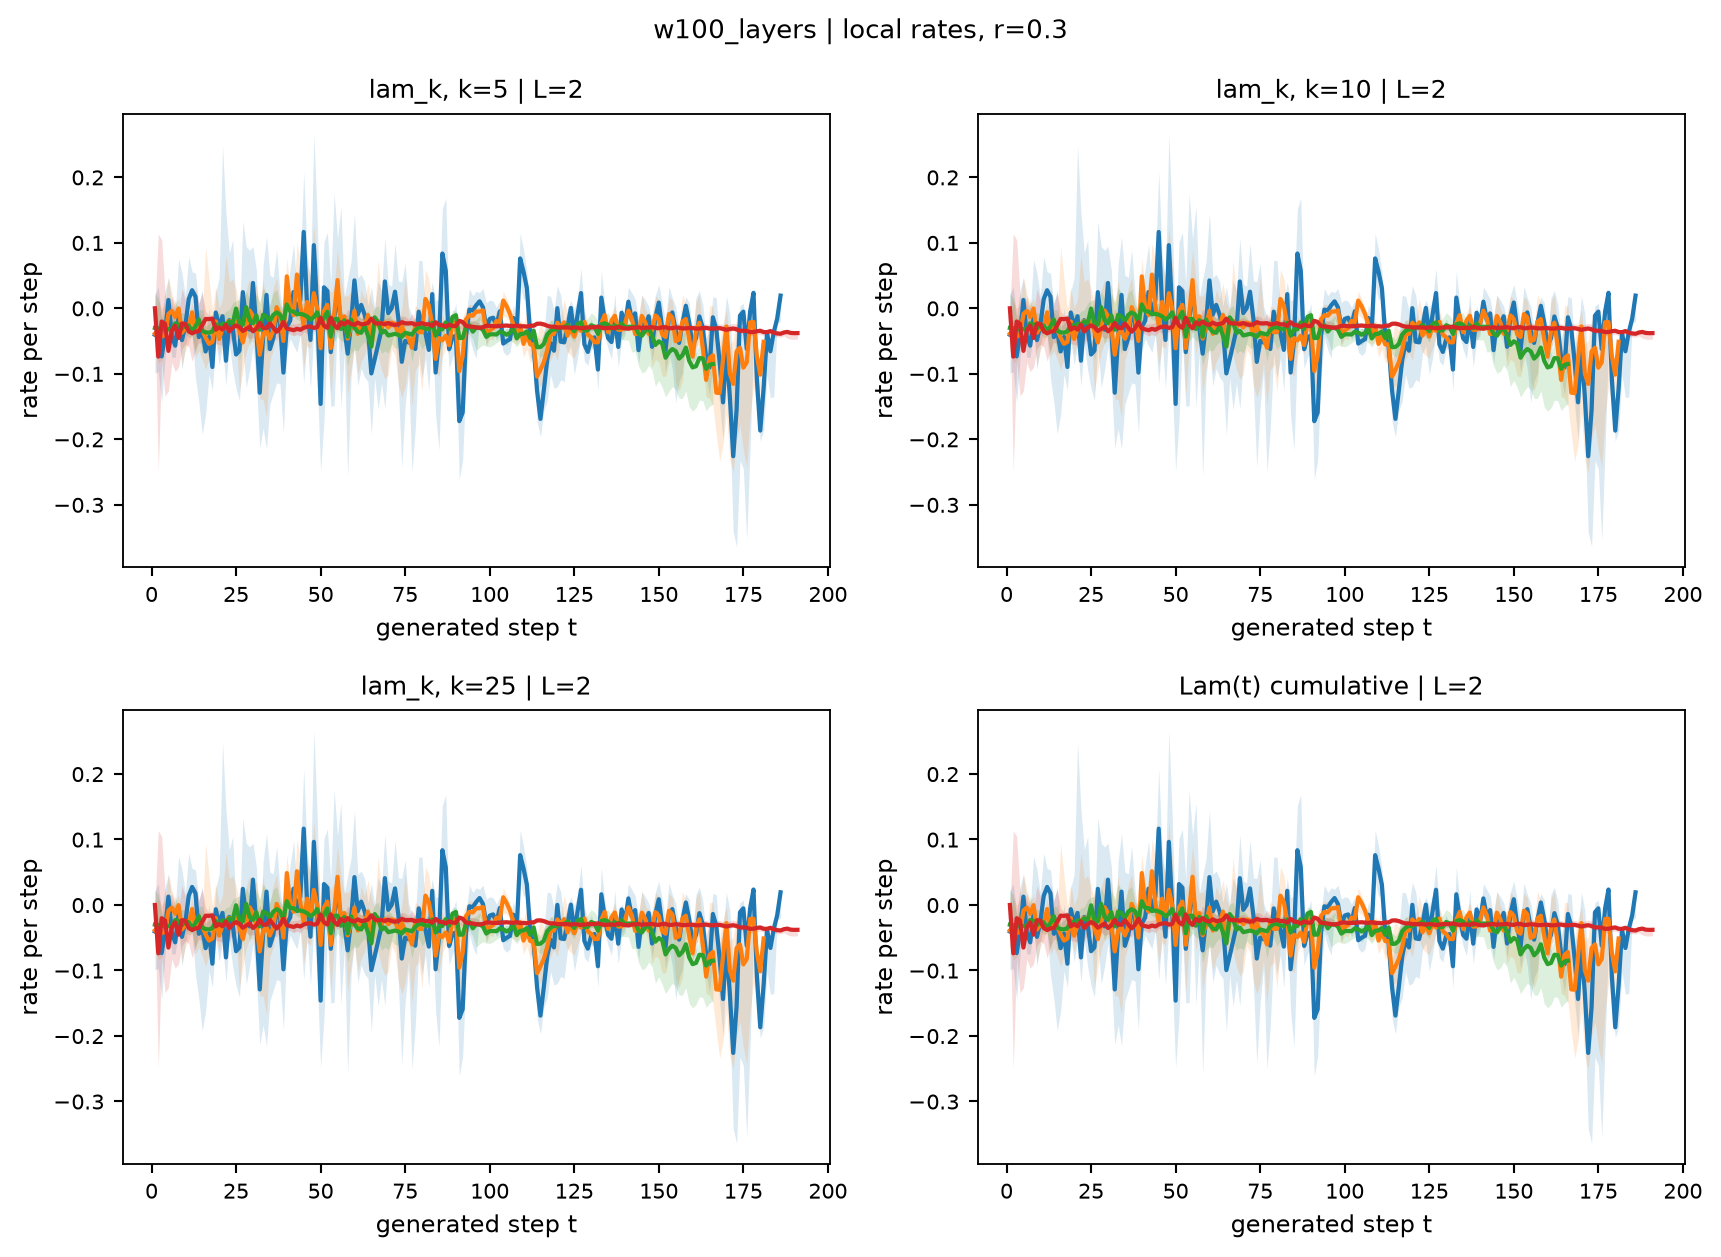 w100_layers | local rates, r=0.3
lam_k, k=5 | L=2
rate per step
0.2
0.1
0.0
−0.1
−0.2
−0.3
0 25 50 75 100 125 150 175 200
generated step t
lam_k, k=10 | L=2
rate per step
0.2
0.1
0.0
−0.1
−0.2
−0.3
0 25 50 75 100 125 150 175 200
generated step t
lam_k, k=25 | L=2
rate per step
0.2
0.1
0.0
−0.1
−0.2
−0.3
0 25 50 75 100 125 150 175 200
generated step t
Lam(t) cumulative | L=2
rate per step
0.2
0.1
0.0
−0.1
−0.2
−0.3
0 25 50 75 100 125 150 175 200
generated step t